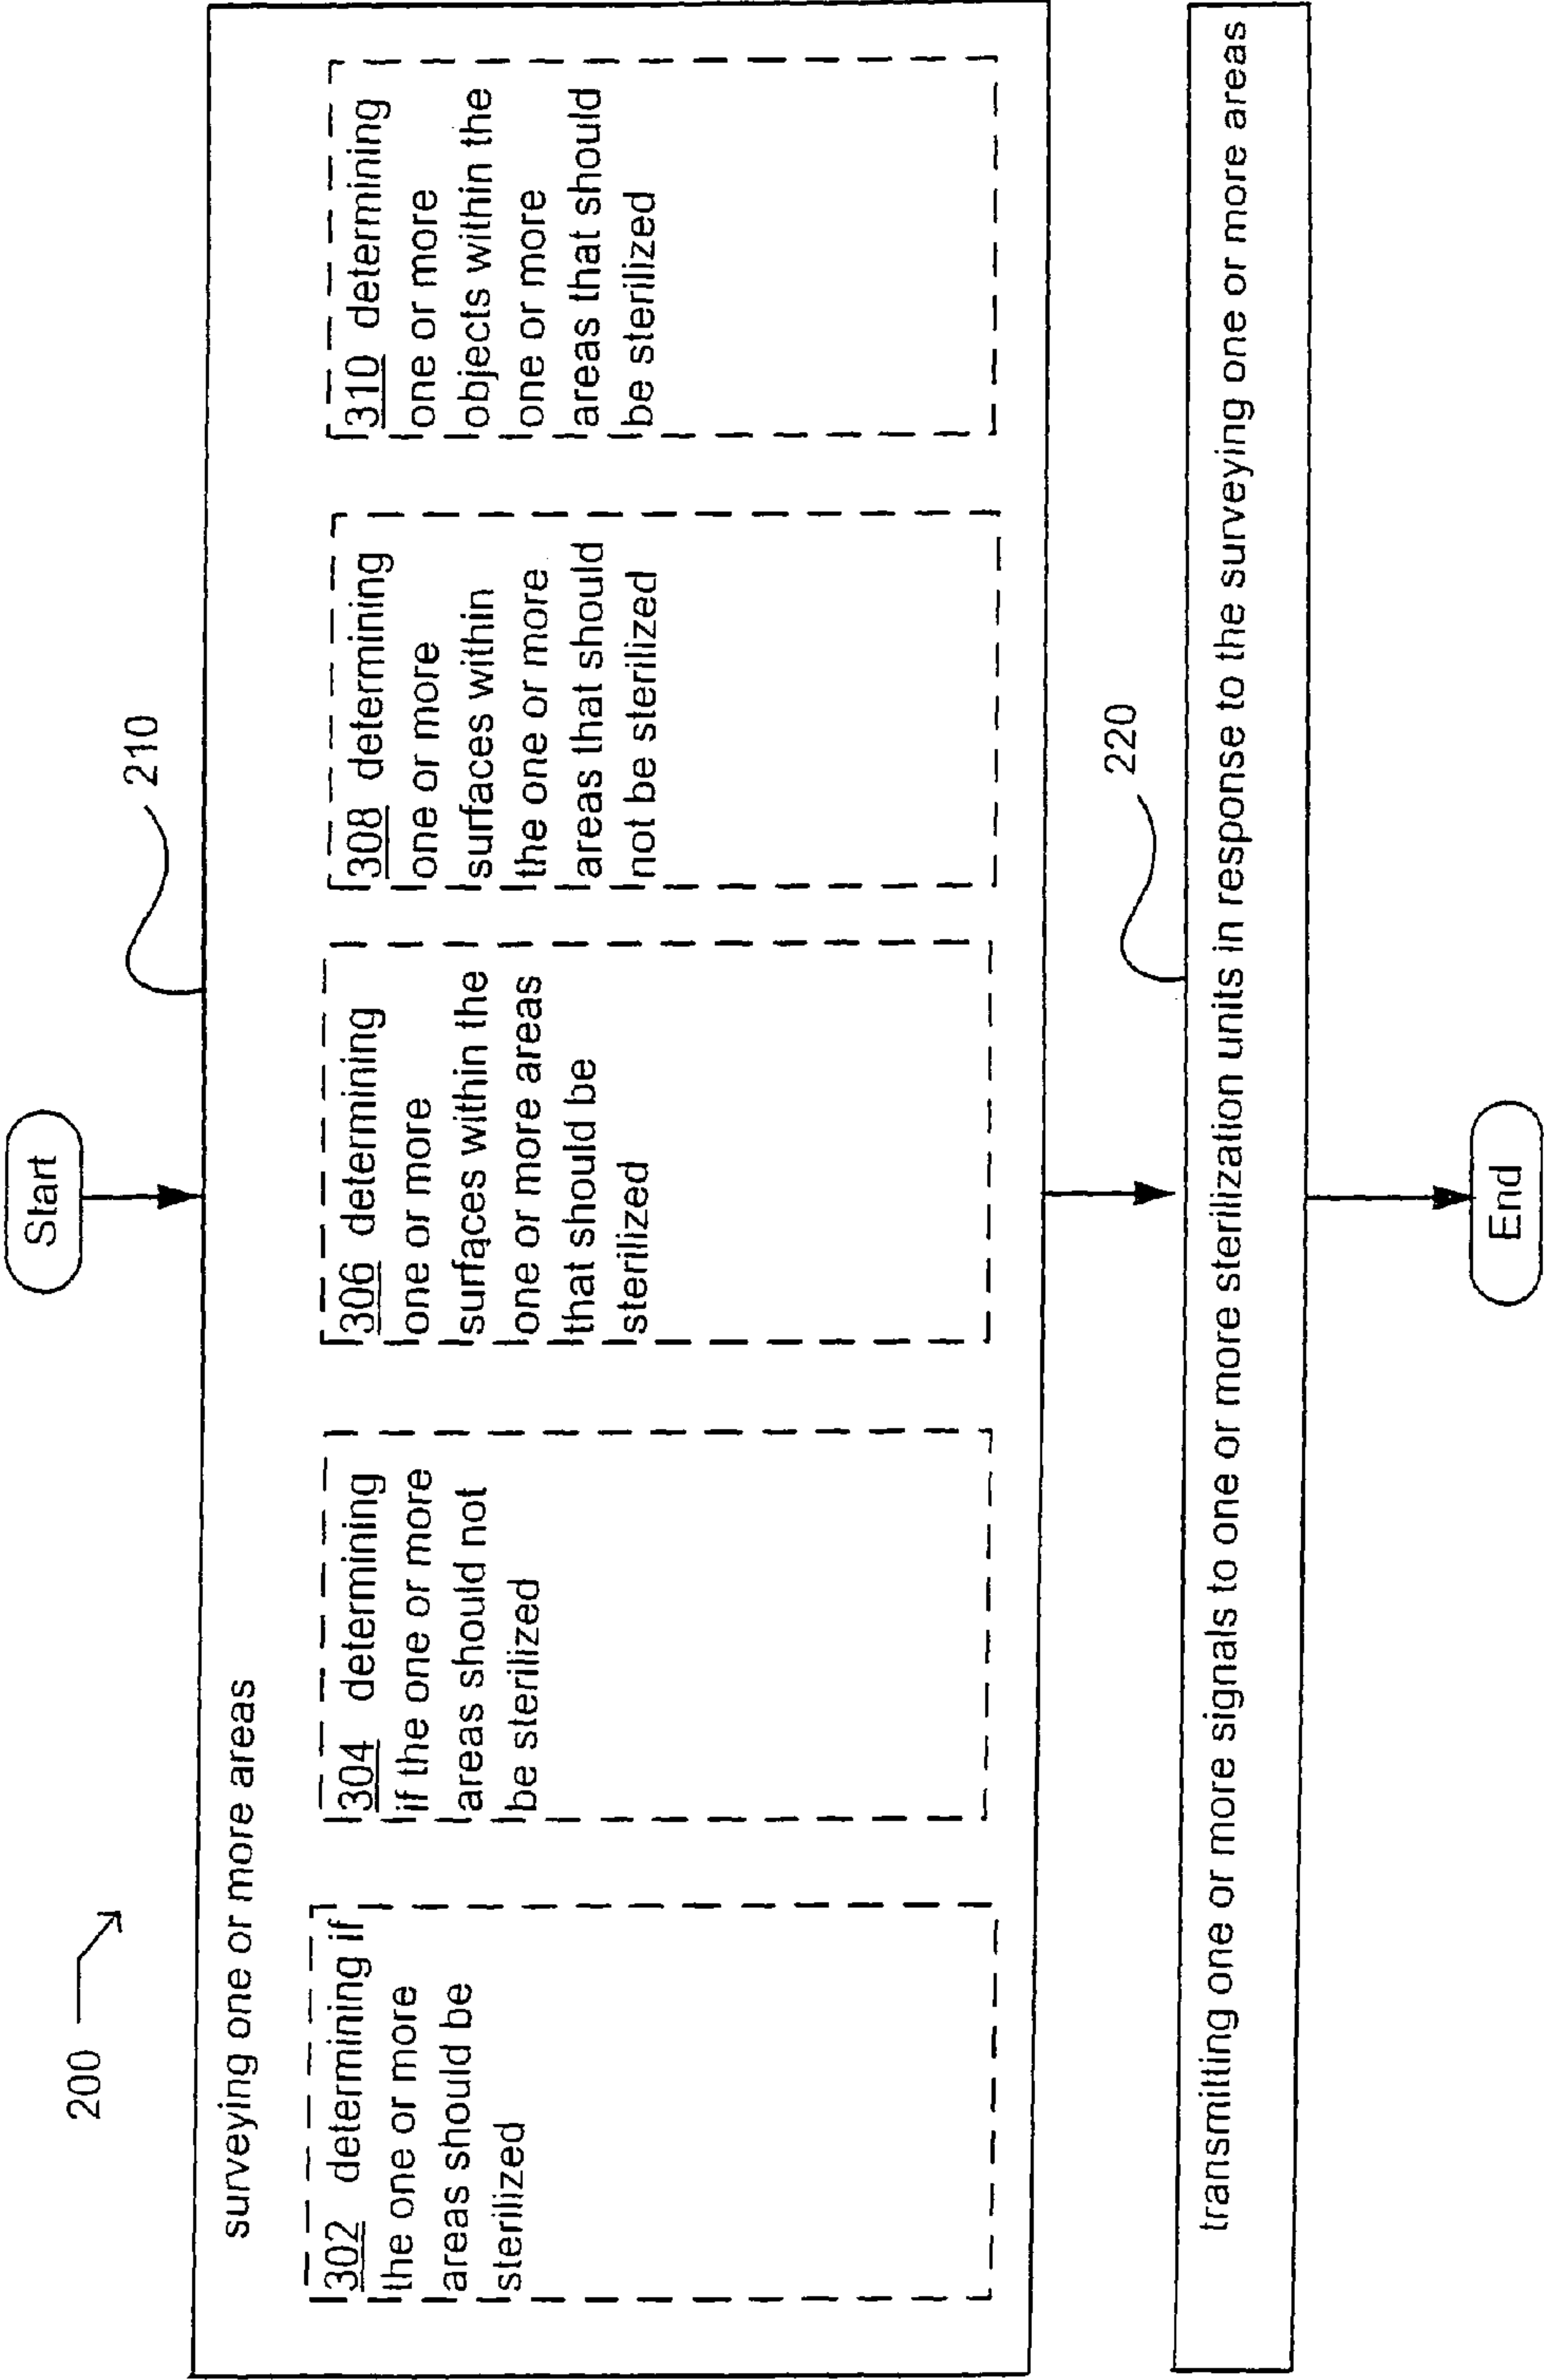 200
Start
210
surveying one or more areas
302 determining if
the one or more
areas should be
sterilized
304 determining
if the one or more
areas should not
be sterilized
306 determining
one or more
surfaces within the
one or more areas
that should be
sterilized
308 determining
one or more
surfaces within
the one or more
areas that should
not be sterilized
310 determining
one or more
objects within the
one or more
areas that should
be sterilized
220
transmitting one or more signals to one or more sterilization units in response to the surveying one or more areas
End